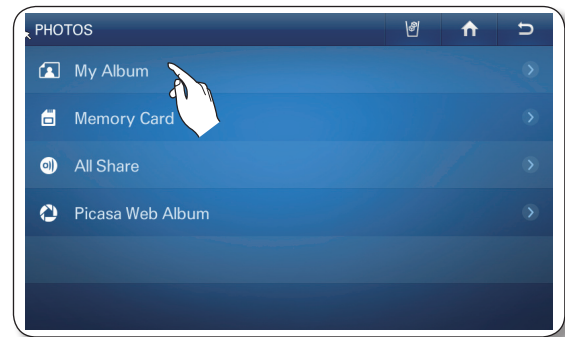 PHOTOS
My Album
Memory Card
All Share
Picasa Web Album